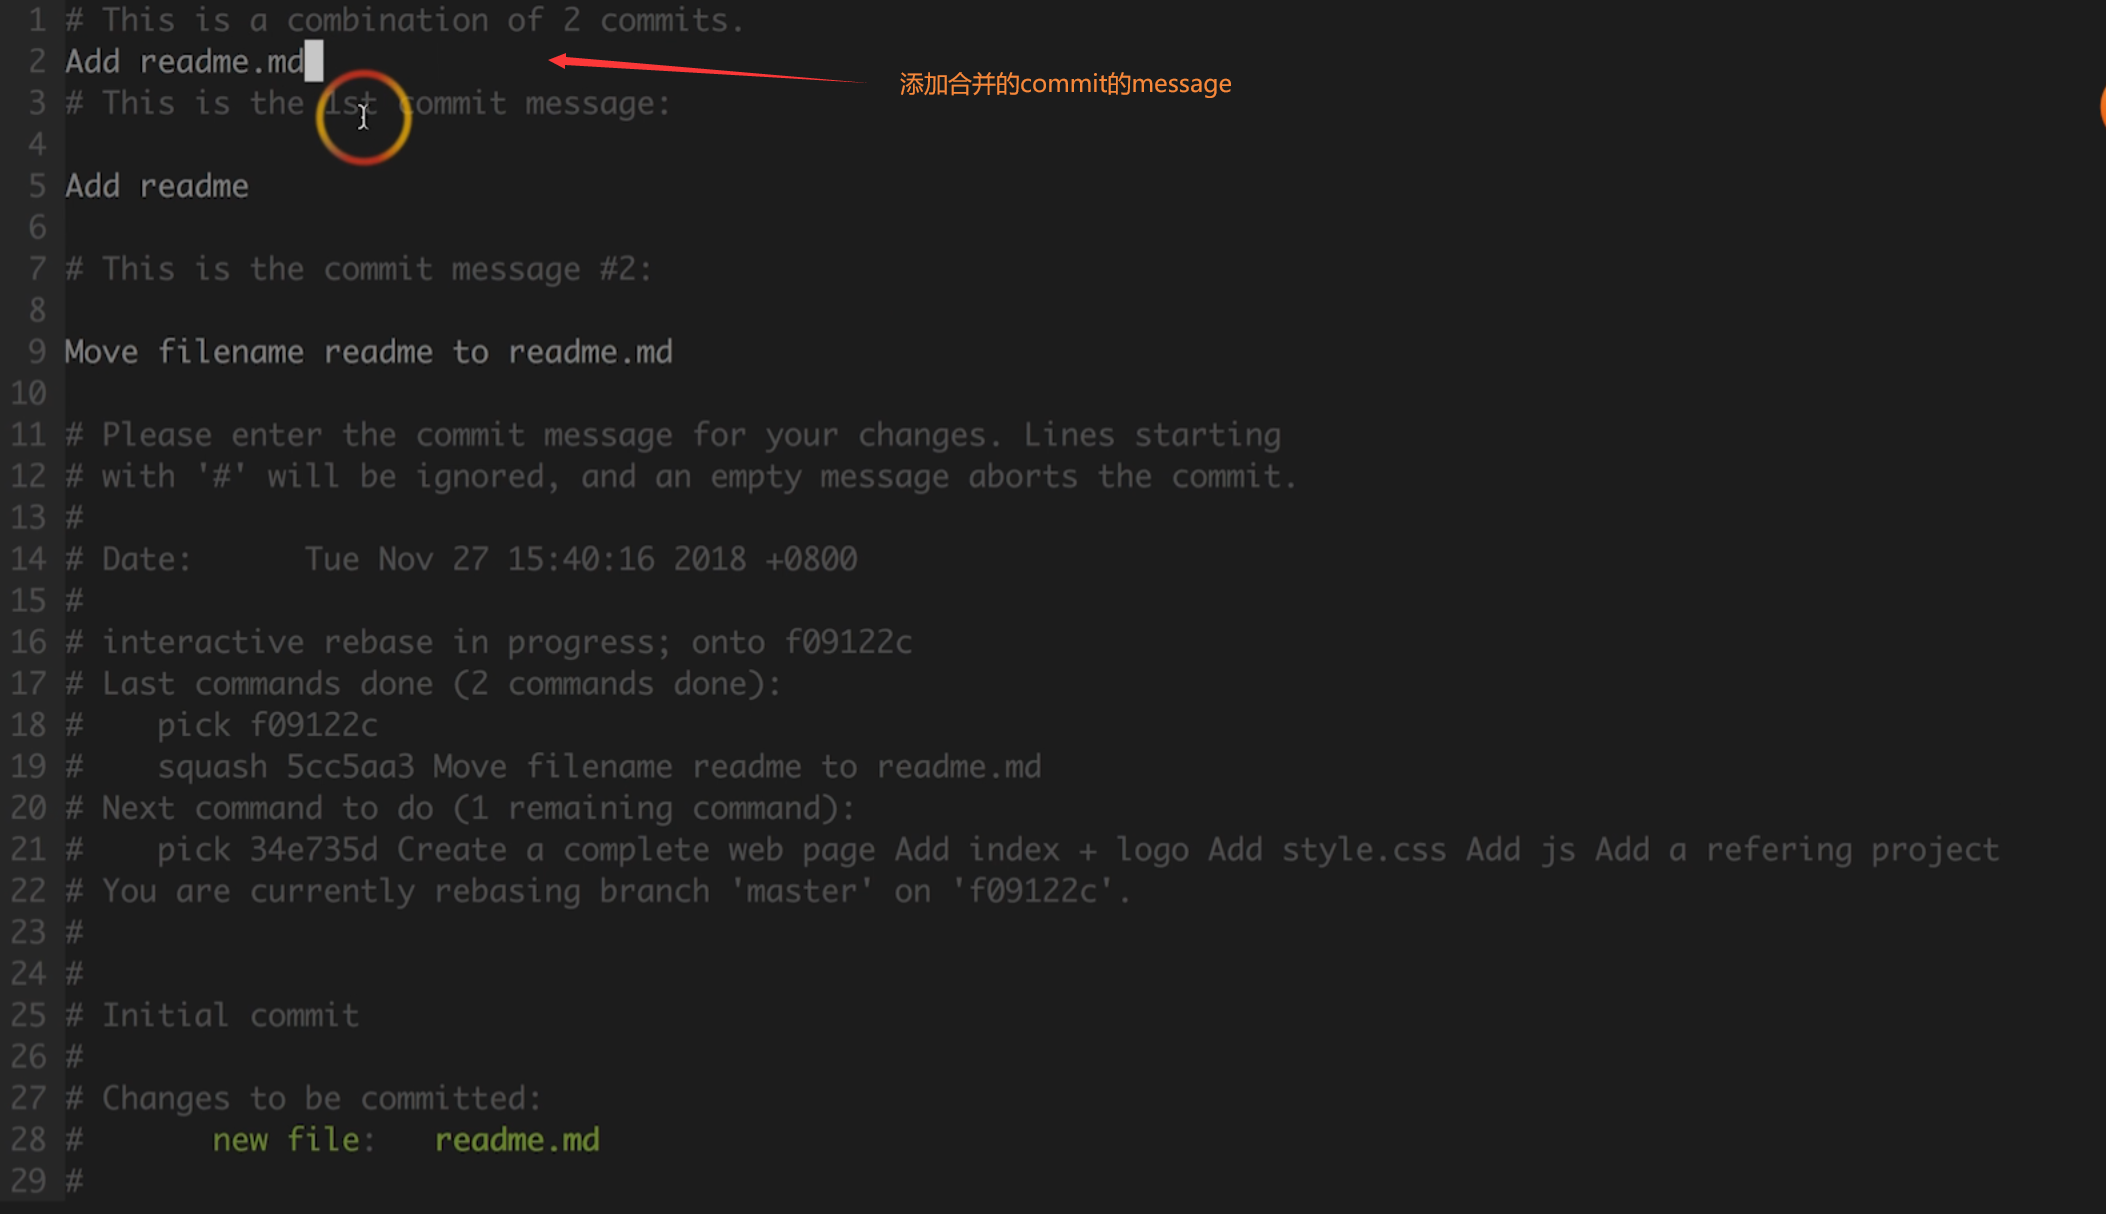 1 # This is a combination of 2 commits.
2 Add readme.md
添加合并的commit的message
3 # This is the 1st commit message:
4
5 Add readme
6
7 # This is the commit message #2:
8
9 Move filename readme to readme.md
10
11 # Please enter the commit message for your changes. Lines starting
12 # with '#' will be ignored, and an empty message aborts the commit.
13 #
14 # Date:      Tue Nov 27 15:40:16 2018 +0800
15 #
16 # interactive rebase in progress; onto f09122c
17 # Last commands done (2 commands done):
18 #    pick f09122c
19 #    squash 5cc5aa3 Move filename readme to readme.md
20 # Next command to do (1 remaining command):
21 #    pick 34e735d Create a complete web page Add index + logo Add style.css Add js Add a refering project
22 # You are currently rebasing branch 'master' on 'f09122c'.
23 #
24 #
25 # Initial commit
26 #
27 # Changes to be committed:
28 #       new file:   readme.md
29 #